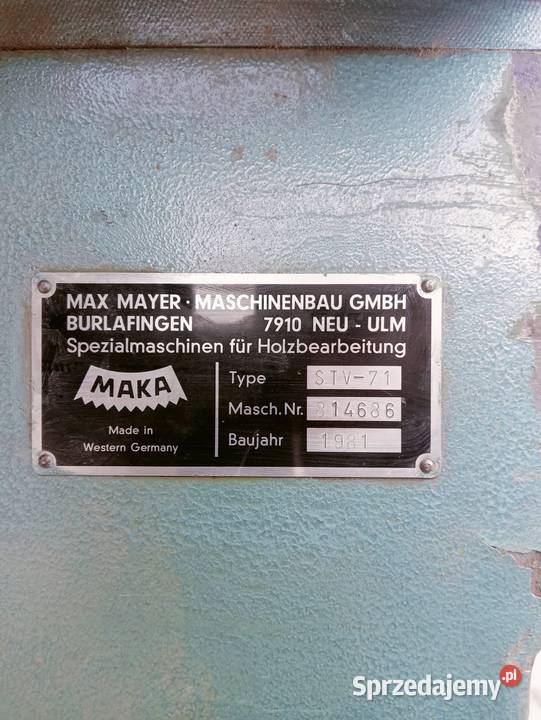 MAX MAYER · MASCHINENBAU GMBH
BURLAFINGEN 7910 NEU - ULM
Spezialmaschinen für Holzbearbeitung
MAKA
Made in
Western Germany
Type STV-71
Masch.Nr. 814686
Baujahr 1981
Sprzedajemy.pl